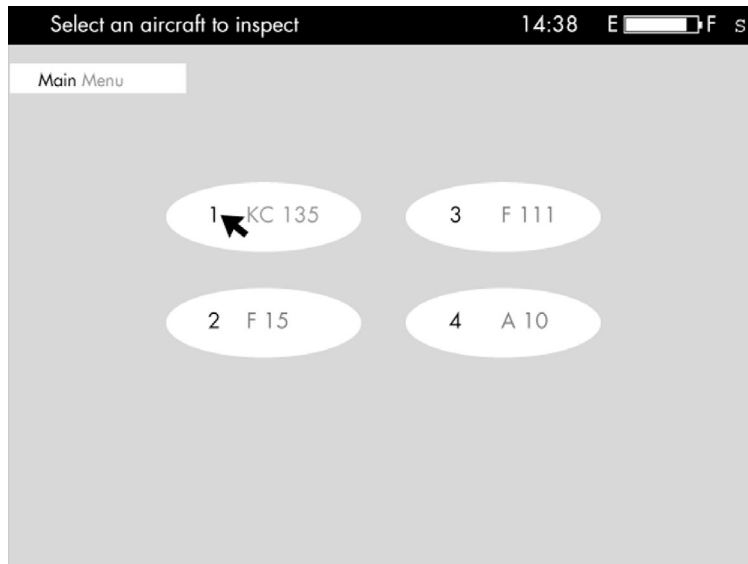 Select an aircraft to inspect 14:38 E F S
Main Menu
1 KC 135 3 F 111
2 F 15 4 A 10